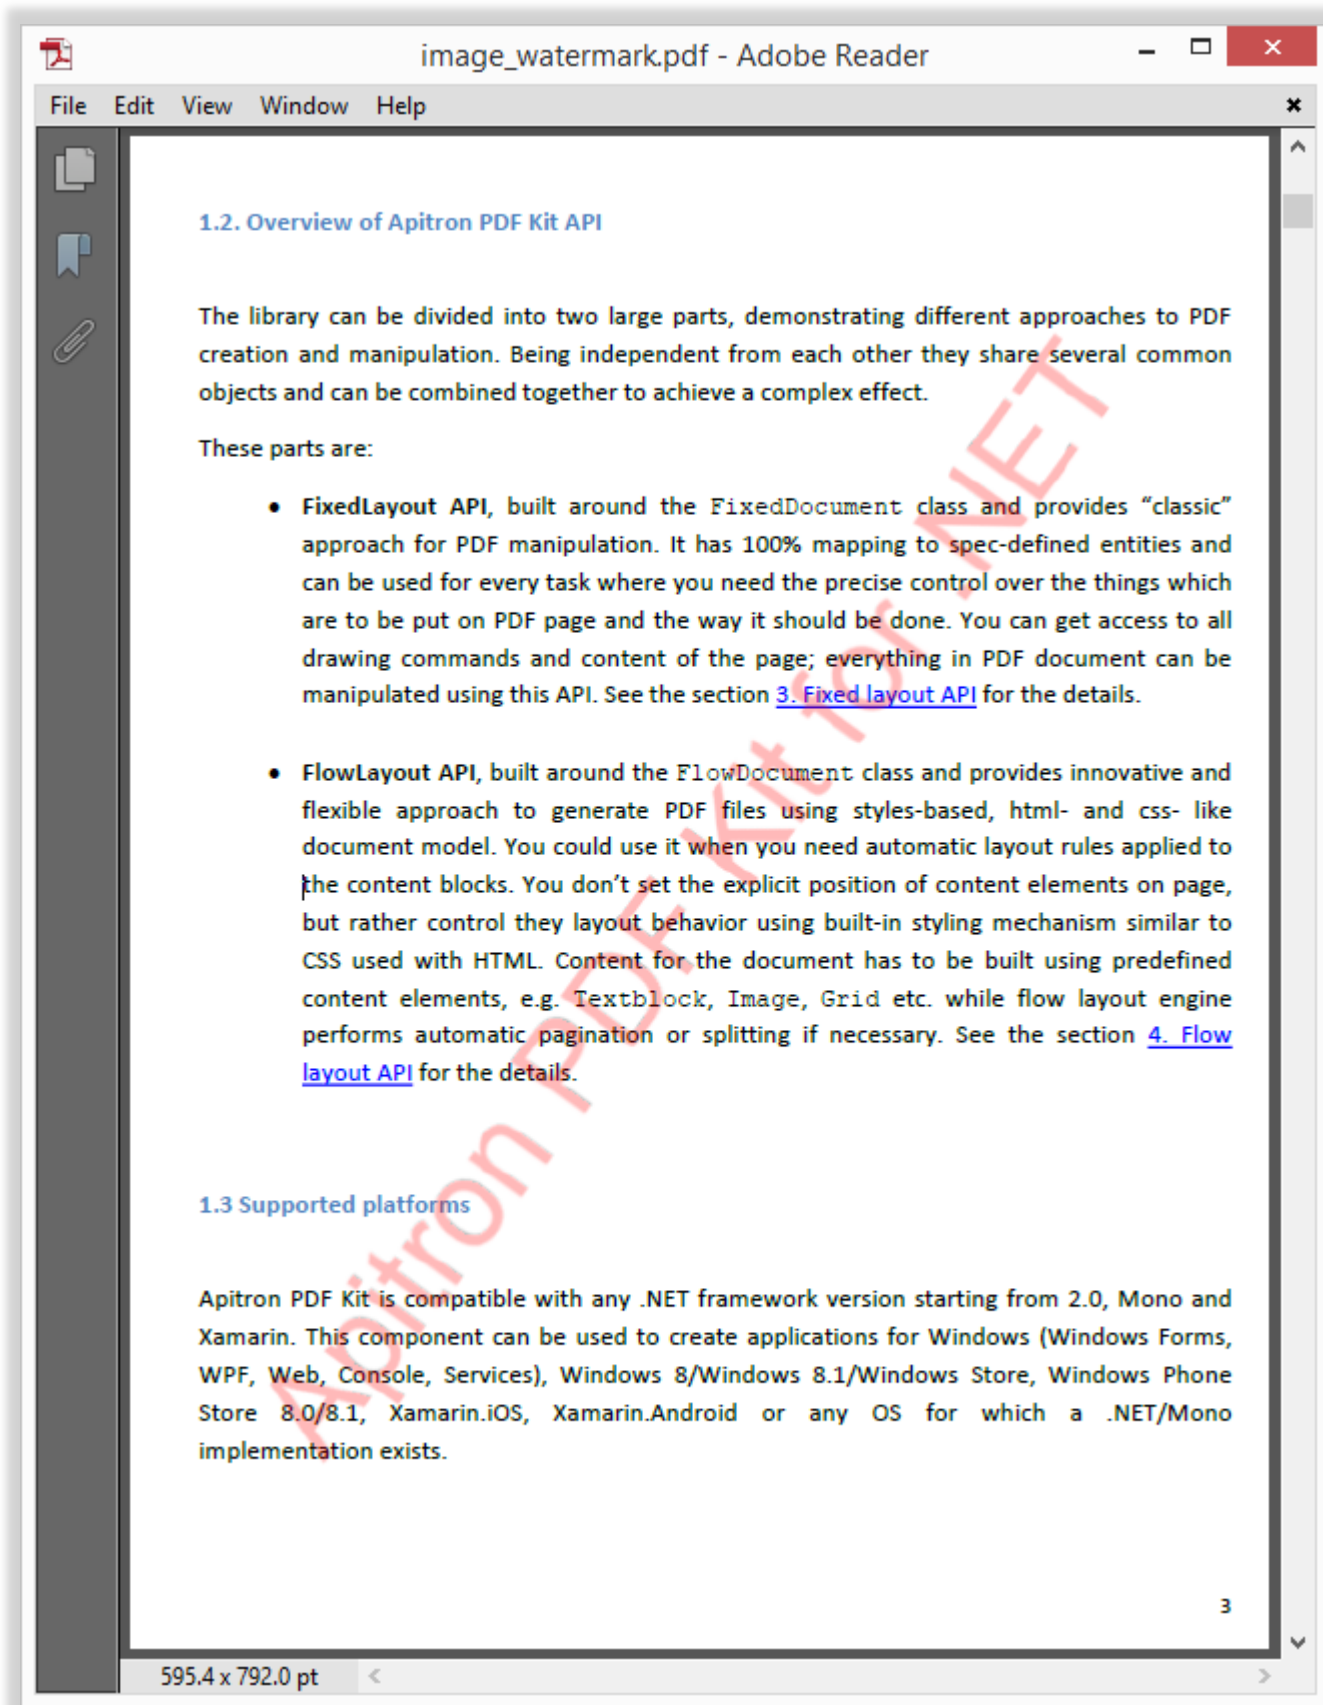 image_watermark.pdf - Adobe Reader
File Edit View Window Help
1.2. Overview of Apitron PDF Kit API
The library can be divided into two large parts, demonstrating different approaches to PDF
creation and manipulation. Being independent from each other they share several common
objects and can be combined together to achieve a complex effect.
These parts are:
• FixedLayout API, built around the FixedDocument class and provides “classic”
approach for PDF manipulation. It has 100% mapping to spec-defined entities and
can be used for every task where you need the precise control over the things which
are to be put on PDF page and the way it should be done. You can get access to all
drawing commands and content of the page; everything in PDF document can be
manipulated using this API. See the section 3. Fixed layout API for the details.
• FlowLayout API, built around the FlowDocument class and provides innovative and
flexible approach to generate PDF files using styles-based, html- and css- like
document model. You could use it when you need automatic layout rules applied to
the content blocks. You don’t set the explicit position of content elements on page,
but rather control they layout behavior using built-in styling mechanism similar to
CSS used with HTML. Content for the document has to be built using predefined
content elements, e.g. Textblock, Image, Grid etc. while flow layout engine
performs automatic pagination or splitting if necessary. See the section 4. Flow
layout API for the details.
1.3 Supported platforms
Apitron PDF Kit is compatible with any .NET framework version starting from 2.0, Mono and
Xamarin. This component can be used to create applications for Windows (Windows Forms,
WPF, Web, Console, Services), Windows 8/Windows 8.1/Windows Store, Windows Phone
Store 8.0/8.1, Xamarin.iOS, Xamarin.Android or any OS for which a .NET/Mono
implementation exists.
Apitron PDF Kit for .NET
3
595.4 x 792.0 pt